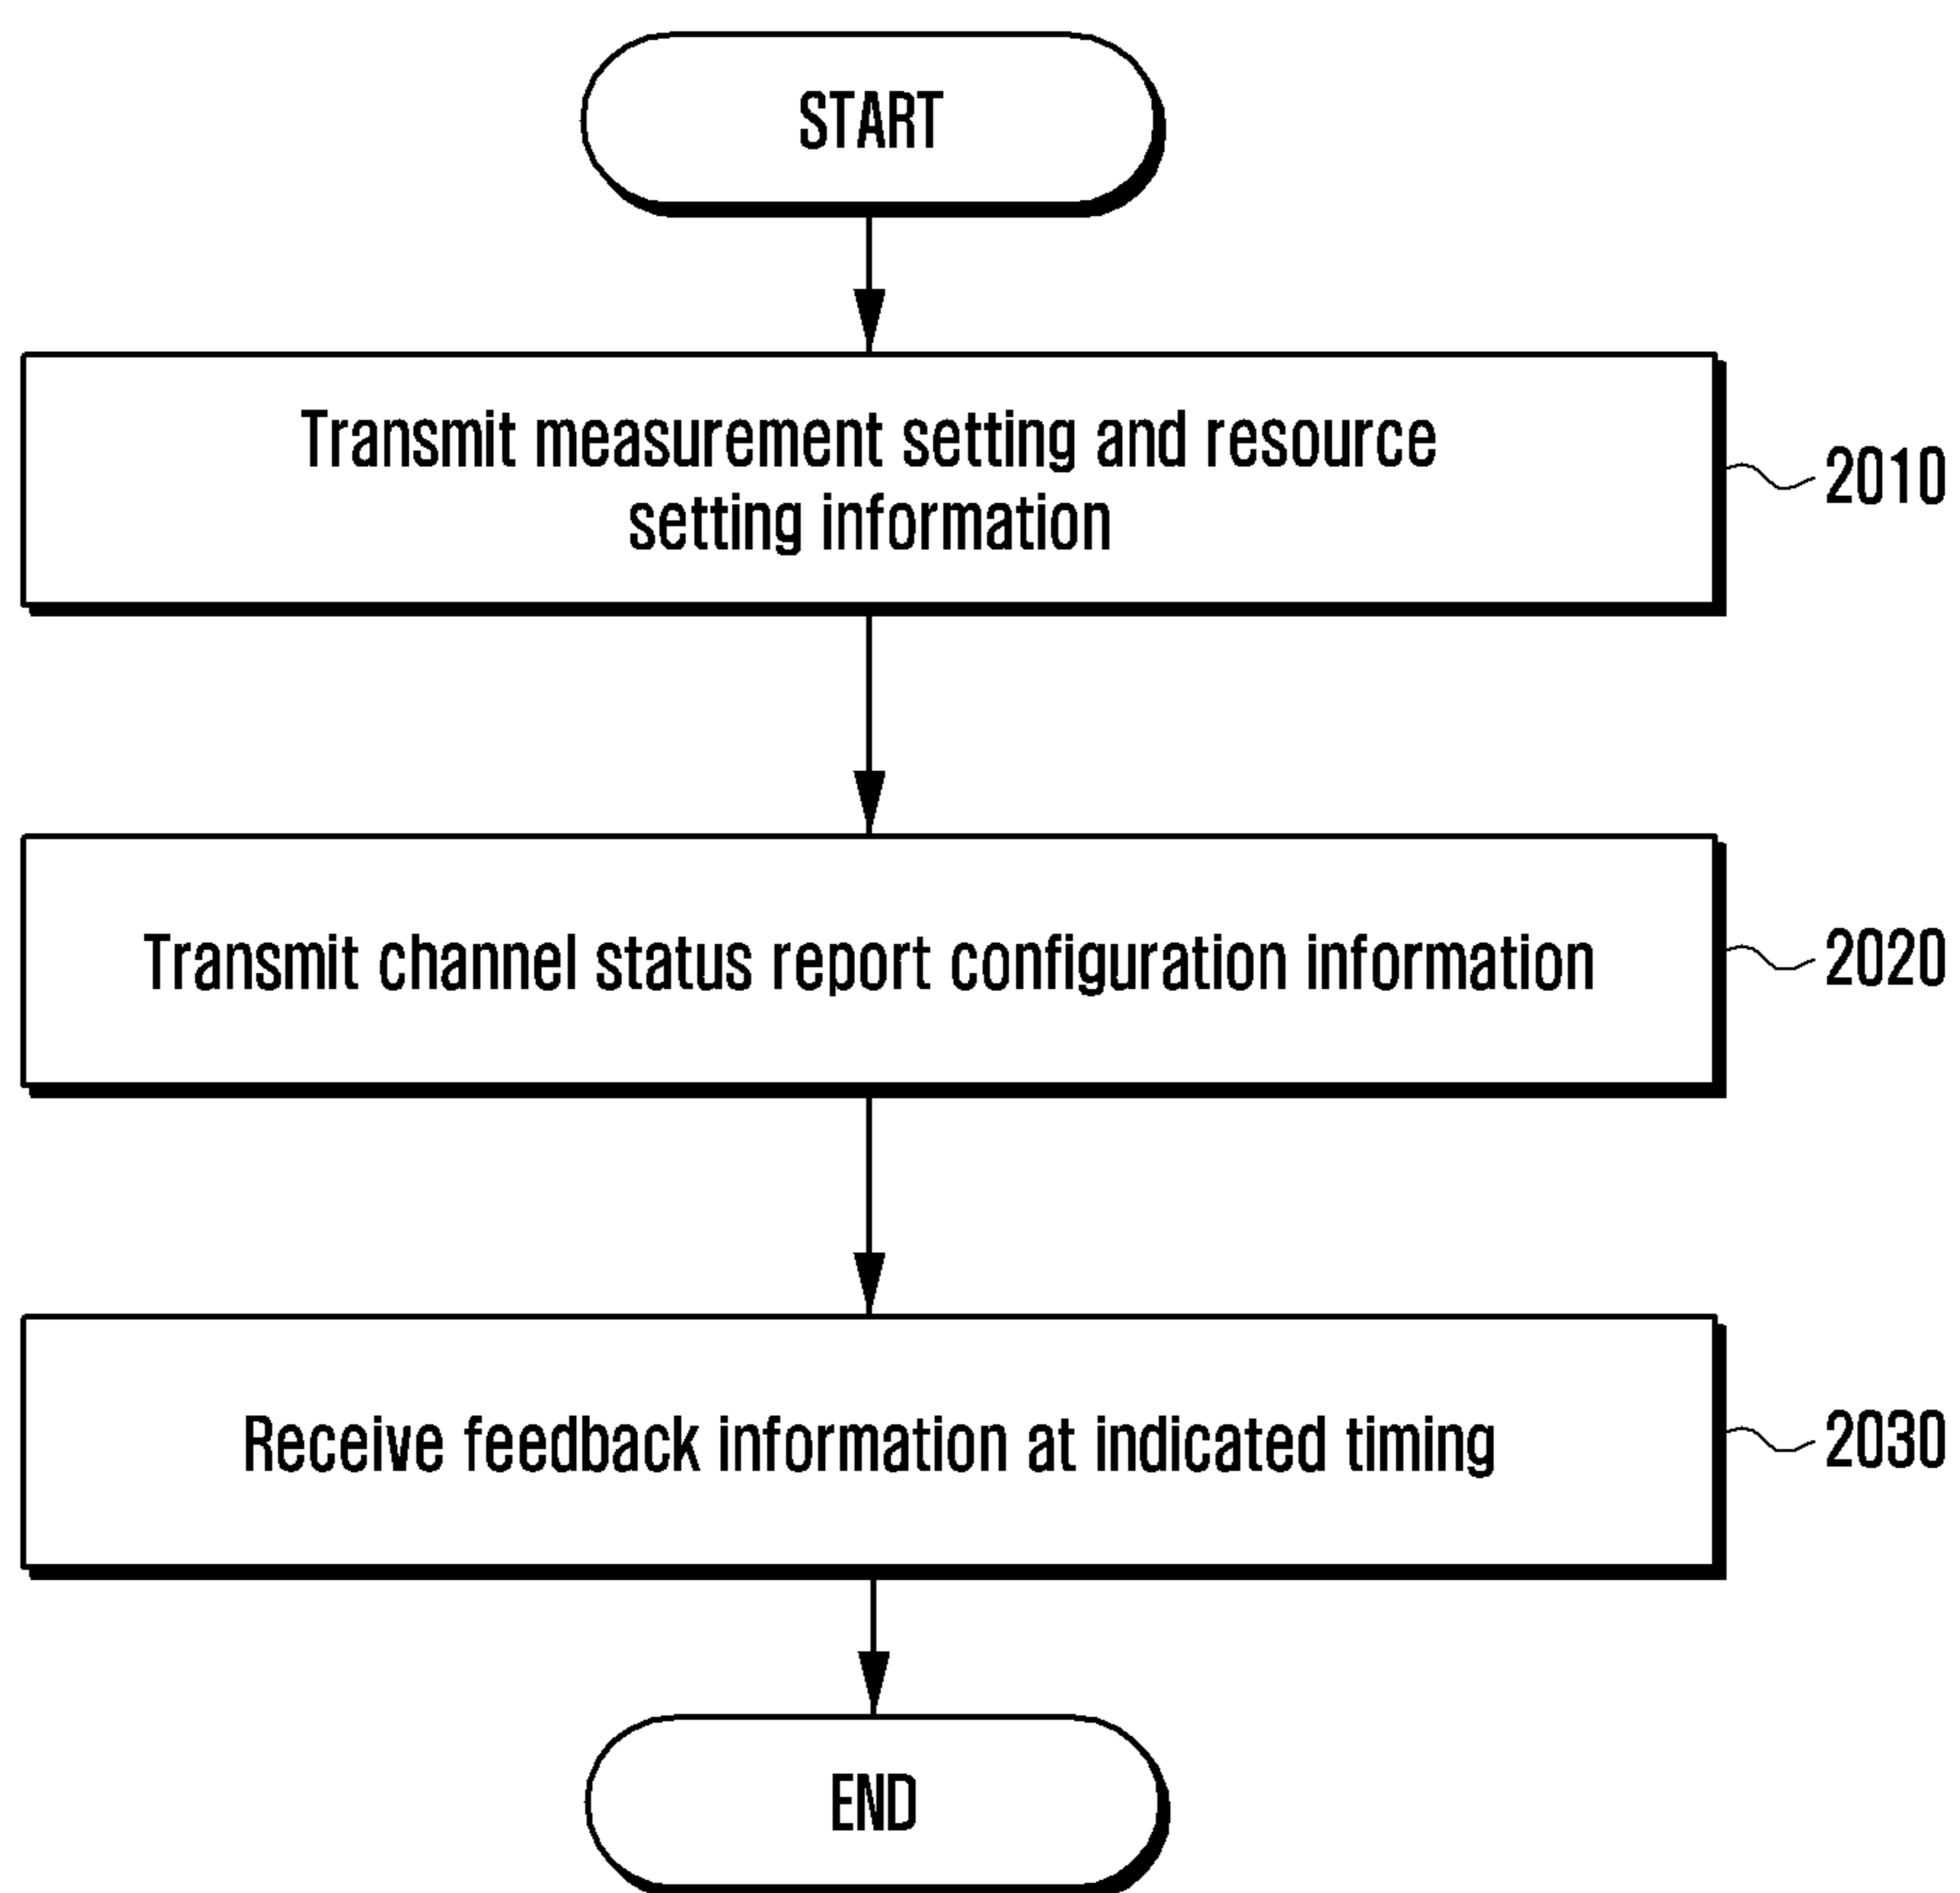 START
Transmit measurement setting and resource
setting information
2010
Transmit channel status report configuration information
2020
Receive feedback information at indicated timing
2030
END